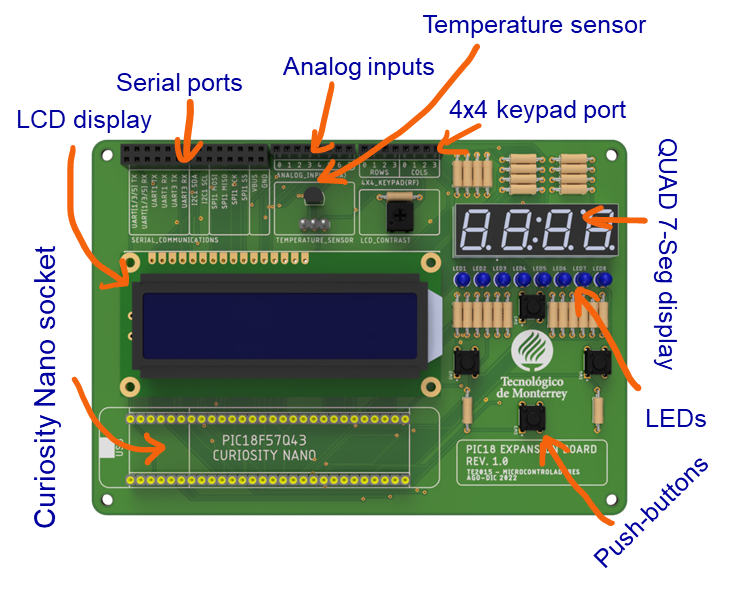 Temperature sensor
Analog inputs
Serial ports
4x4 keypad port
LCD display
QUAD 7-Seg display
Curiosity Nano socket
LEDs
Push-buttons
UART(1/3/5) TX
UART(1/3/5) RX
UART1 TX
UART1 RX
UART3 TX
UART3 RX
I2C1 SDA
I2C1 SCL
SPI1 MOSI
SPI1 MISO
SPI1 SCK
SPI1 SS
VBUS
GND
SERIAL_COMMUNICATIONS
0 1 2 3 4
TEMPERATURE_SENSOR
0 1 2 3 0 1 2 3
ROWS COLS
4X4_KEYPAD(RF)
LCD_CONTRAST
LED1 LED2 LED3 LED4 LED5 LED6 LED7 LED8
Tecnológico
de Monterrey
PIC18F57Q43
CURIOSITY NANO
PIC18 EXPANSION BOARD
REV. 1.0
TE2015 - MICROCONTROLADORES
AGO-DIC 2022